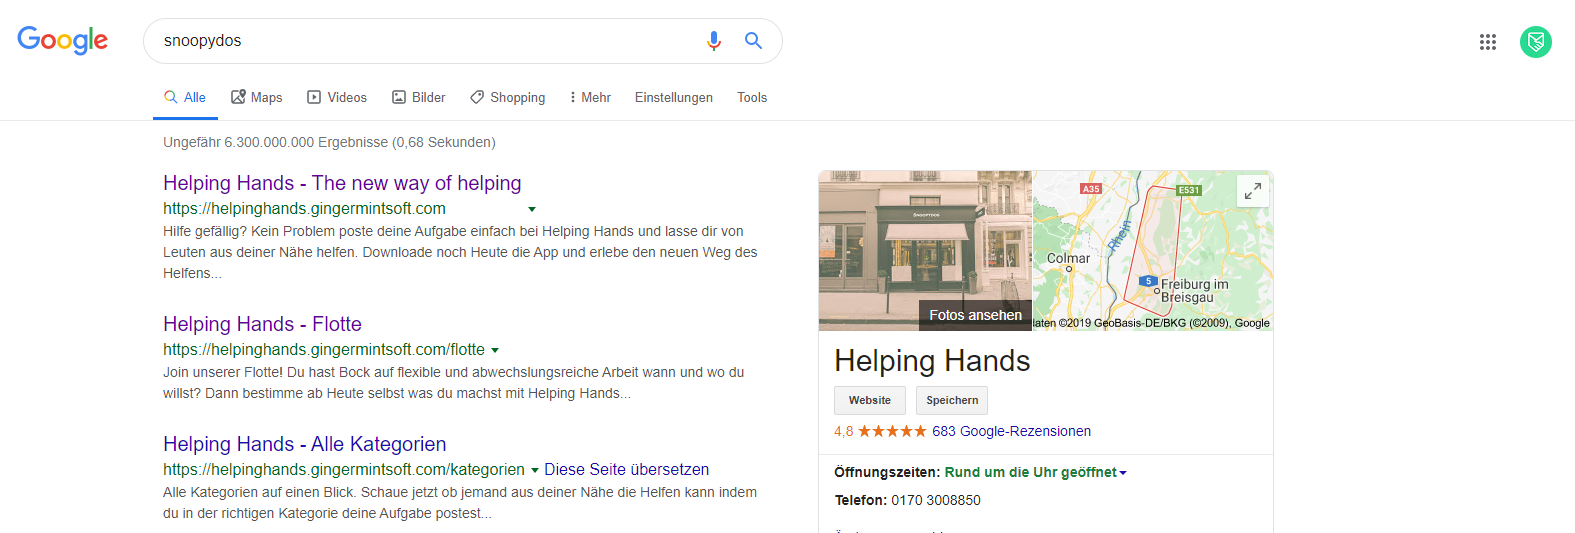 Google
snoopydos
Alle Maps Videos Bilder Shopping Mehr Einstellungen Tools
Ungefähr 6.300.000.000 Ergebnisse (0,68 Sekunden)
Helping Hands - The new way of helping
https://helpinghands.gingermintsoft.com
Hilfe gefällig? Kein Problem poste deine Aufgabe einfach bei Helping Hands und lasse dir von
Leuten aus deiner Nähe helfen. Downloade noch Heute die App und erlebe den neuen Weg des
Helfens...
Helping Hands - Flotte
https://helpinghands.gingermintsoft.com/flotte
Join unserer Flotte! Du hast Bock auf flexible und abwechslungsreiche Arbeit wann und wo du
willst? Dann bestimme ab Heute selbst was du machst mit Helping Hands...
Helping Hands - Alle Kategorien
https://helpinghands.gingermintsoft.com/kategorien Diese Seite übersetzen
Alle Kategorien auf einen Blick. Schaue jetzt ob jemand aus deiner Nähe die Helfen kann indem
du in der richtigen Kategorie deine Aufgabe postest...
SNOOPYDOS
Fotos ansehen
A35
E531
Rhein
Colmar
5
Freiburg im
Breisgau
daten ©2019 GeoBasis-DE/BKG (©2009), Google
Helping Hands
Website Speichern
4,8 683 Google-Rezensionen
Öffnungszeiten: Rund um die Uhr geöffnet
Telefon: 0170 3008850